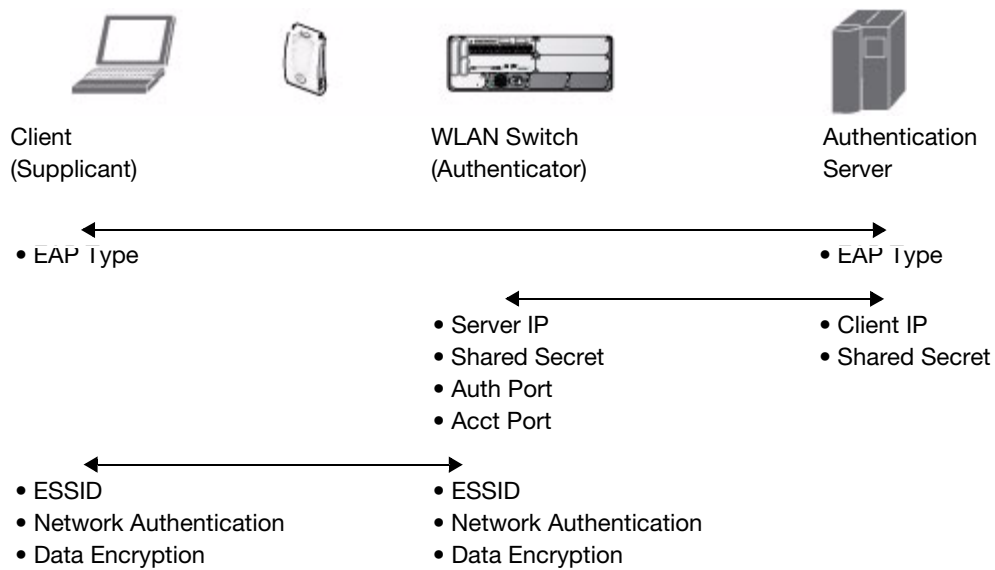 Client
(Supplicant)
WLAN Switch
(Authenticator)
Authentication
Server
• EAP Type
• EAP Type
• Server IP
• Shared Secret
• Auth Port
• Acct Port
• Client IP
• Shared Secret
• ESSID
• Network Authentication
• Data Encryption
• ESSID
• Network Authentication
• Data Encryption